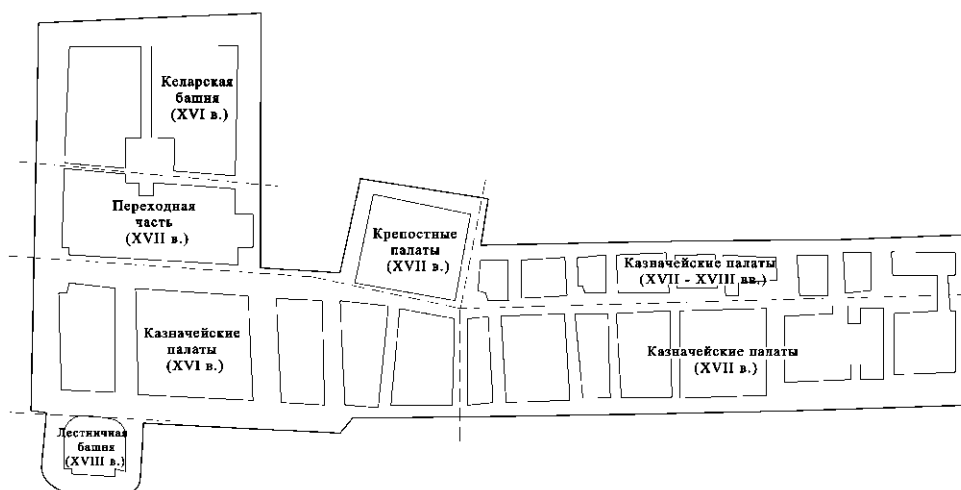 Келарская
башня
(XVI в.)
Переходная
часть
(XVII в.)
Крепостные
палаты
(XVII в.)
Казначейские палаты
(XVII - XVIII вв.)
Казначейские
палаты
(XVI в.)
Казначейские палаты
(XVII в.)
Лестничная
башня
(XVIII в.)